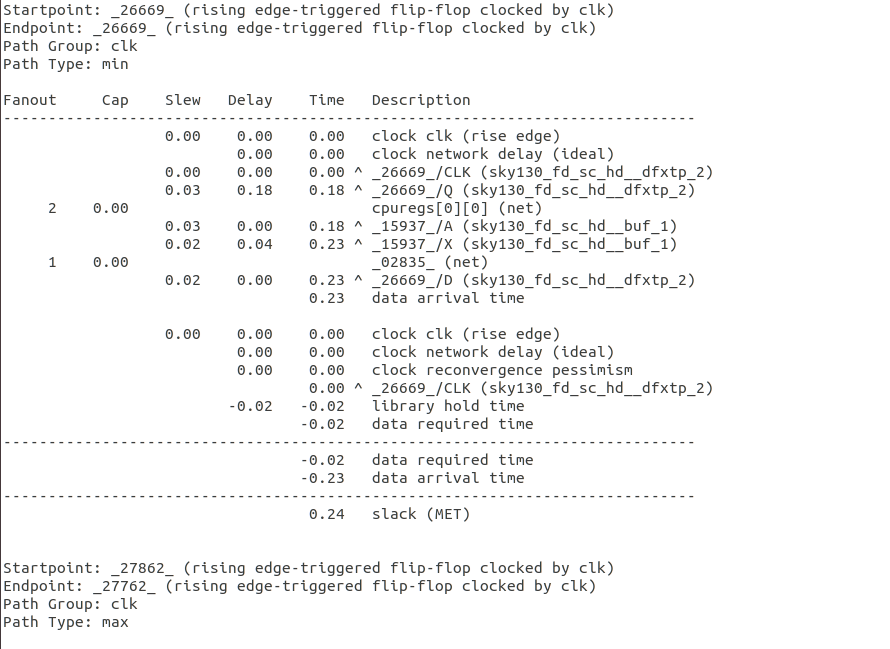 Startpoint: _26669_ (rising edge-triggered flip-flop clocked by clk)
Endpoint: _26669_ (rising edge-triggered flip-flop clocked by clk)
Path Group: clk
Path Type: min

Fanout     Cap    Slew   Delay    Time   Description
-----------------------------------------------------------------------------
                  0.00    0.00    0.00   clock clk (rise edge)
                          0.00    0.00   clock network delay (ideal)
                  0.00    0.00    0.00 ^ _26669_/CLK (sky130_fd_sc_hd__dfxtp_2)
                  0.03    0.18    0.18 ^ _26669_/Q (sky130_fd_sc_hd__dfxtp_2)
     2    0.00                           cpuregs[0][0] (net)
                  0.03    0.00    0.18 ^ _15937_/A (sky130_fd_sc_hd__buf_1)
                  0.02    0.04    0.23 ^ _15937_/X (sky130_fd_sc_hd__buf_1)
     1    0.00                           _02835_ (net)
                  0.02    0.00    0.23 ^ _26669_/D (sky130_fd_sc_hd__dfxtp_2)
                                  0.23   data arrival time

                  0.00    0.00    0.00   clock clk (rise edge)
                          0.00    0.00   clock network delay (ideal)
                          0.00    0.00   clock reconvergence pessimism
                                  0.00 ^ _26669_/CLK (sky130_fd_sc_hd__dfxtp_2)
                         -0.02   -0.02   library hold time
                                 -0.02   data required time
-----------------------------------------------------------------------------
                                 -0.02   data required time
                                 -0.23   data arrival time
-----------------------------------------------------------------------------
                                  0.24   slack (MET)

Startpoint: _27862_ (rising edge-triggered flip-flop clocked by clk)
Endpoint: _27762_ (rising edge-triggered flip-flop clocked by clk)
Path Group: clk
Path Type: max